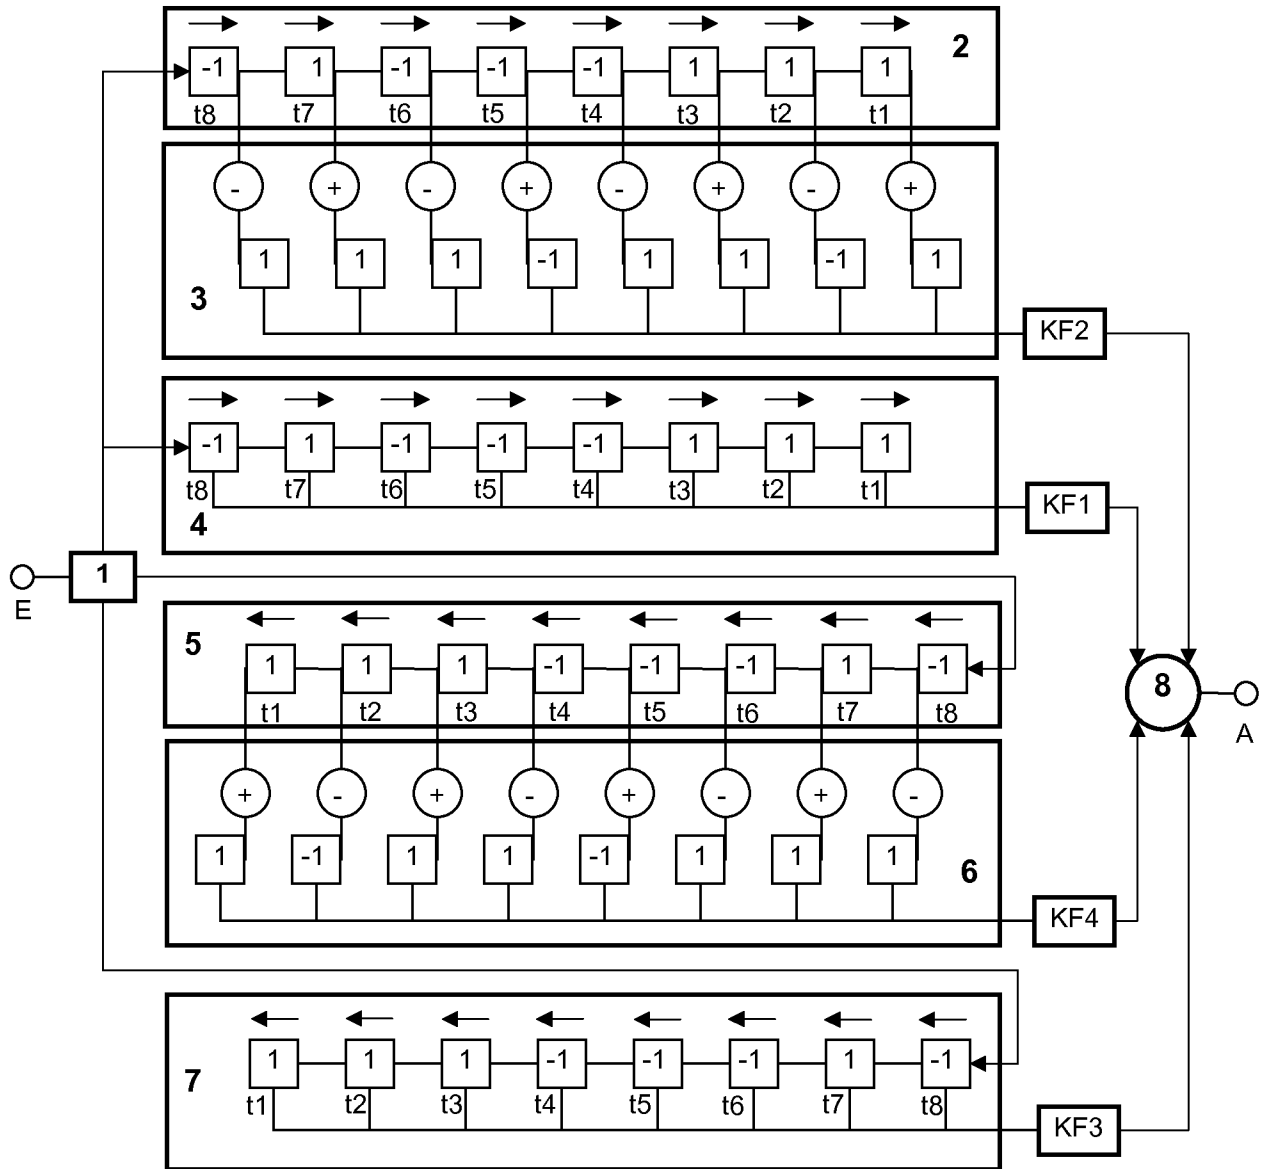 -1 1 -1 -1 -1 1 1 1 2
t8 t7 t6 t5 t4 t3 t2 t1
- + - + - + - +
1 1 1 -1 1 1 -1 1
3
KF2
-1 1 -1 -1 -1 1 1 1
t8 t7 t6 t5 t4 t3 t2 t1
4
KF1
1
E
5
1 1 1 -1 -1 -1 1 -1
t1 t2 t3 t4 t5 t6 t7 t8
8
A
+ - + - + - + -
1 -1 1 1 -1 1 1 1
6
KF4
7
1 1 1 -1 -1 -1 1 -1
t1 t2 t3 t4 t5 t6 t7 t8
KF3